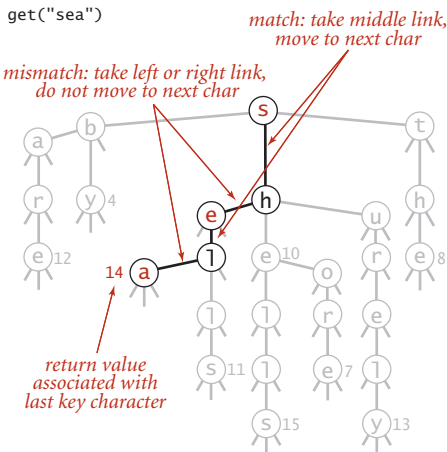 get("sea")
match: take middle link,
move to next char
mismatch: take left or right link,
do not move to next char
s
b
t
a
y 4
r
h
h
e
u
e 12
l
e 10
o
r
e 8
14 a
l
l
r
e
return value
associated with
last key character
s 11
l
e 7
l
s 15
y 13